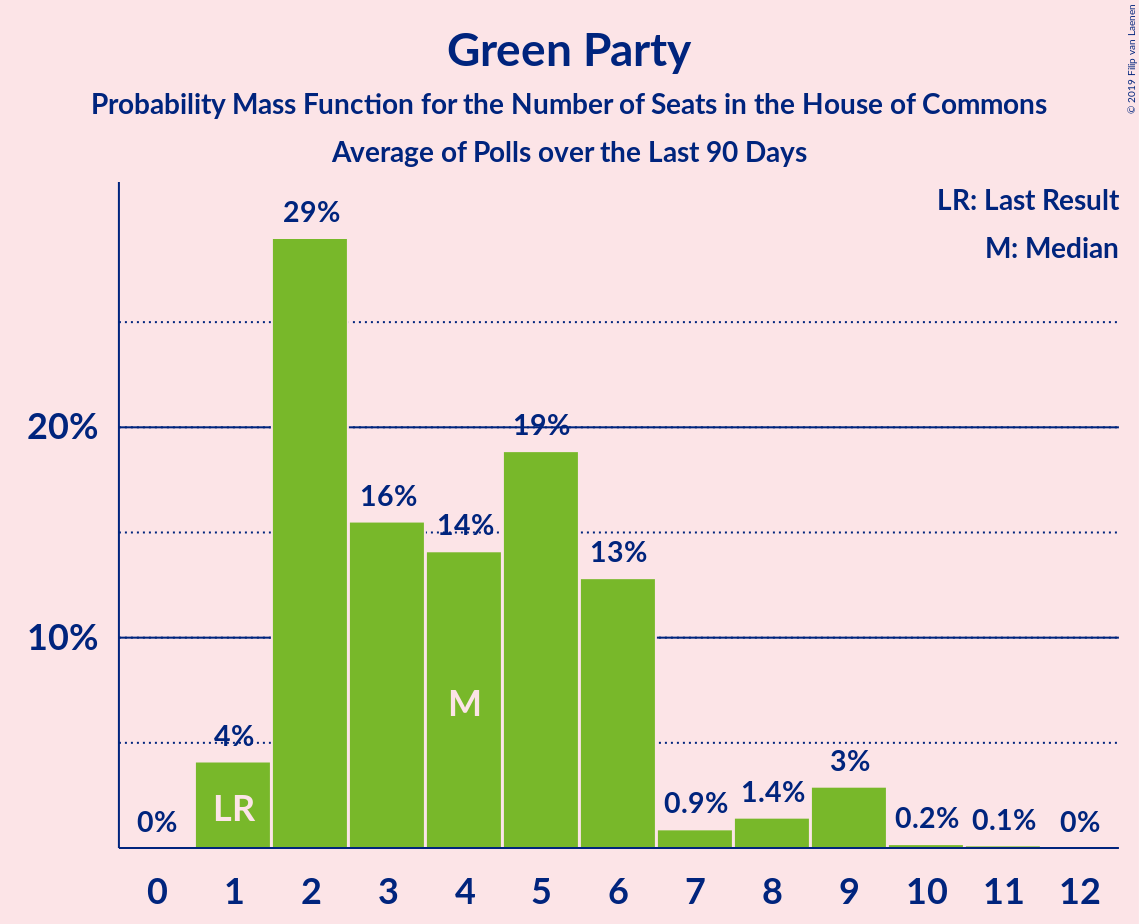 Green Party
Probability Mass Function for the Number of Seats in the House of Commons
Average of Polls over the Last 90 Days
© 2019 Filip van Laenen
LR: Last Result
M: Median
29%
20%
19%
16%
14%
13%
10%
4%
3%
1.4%
0.9%
0.2%
0.1%
0%
0%
LR
M
0 1 2 3 4 5 6 7 8 9 10 11 12